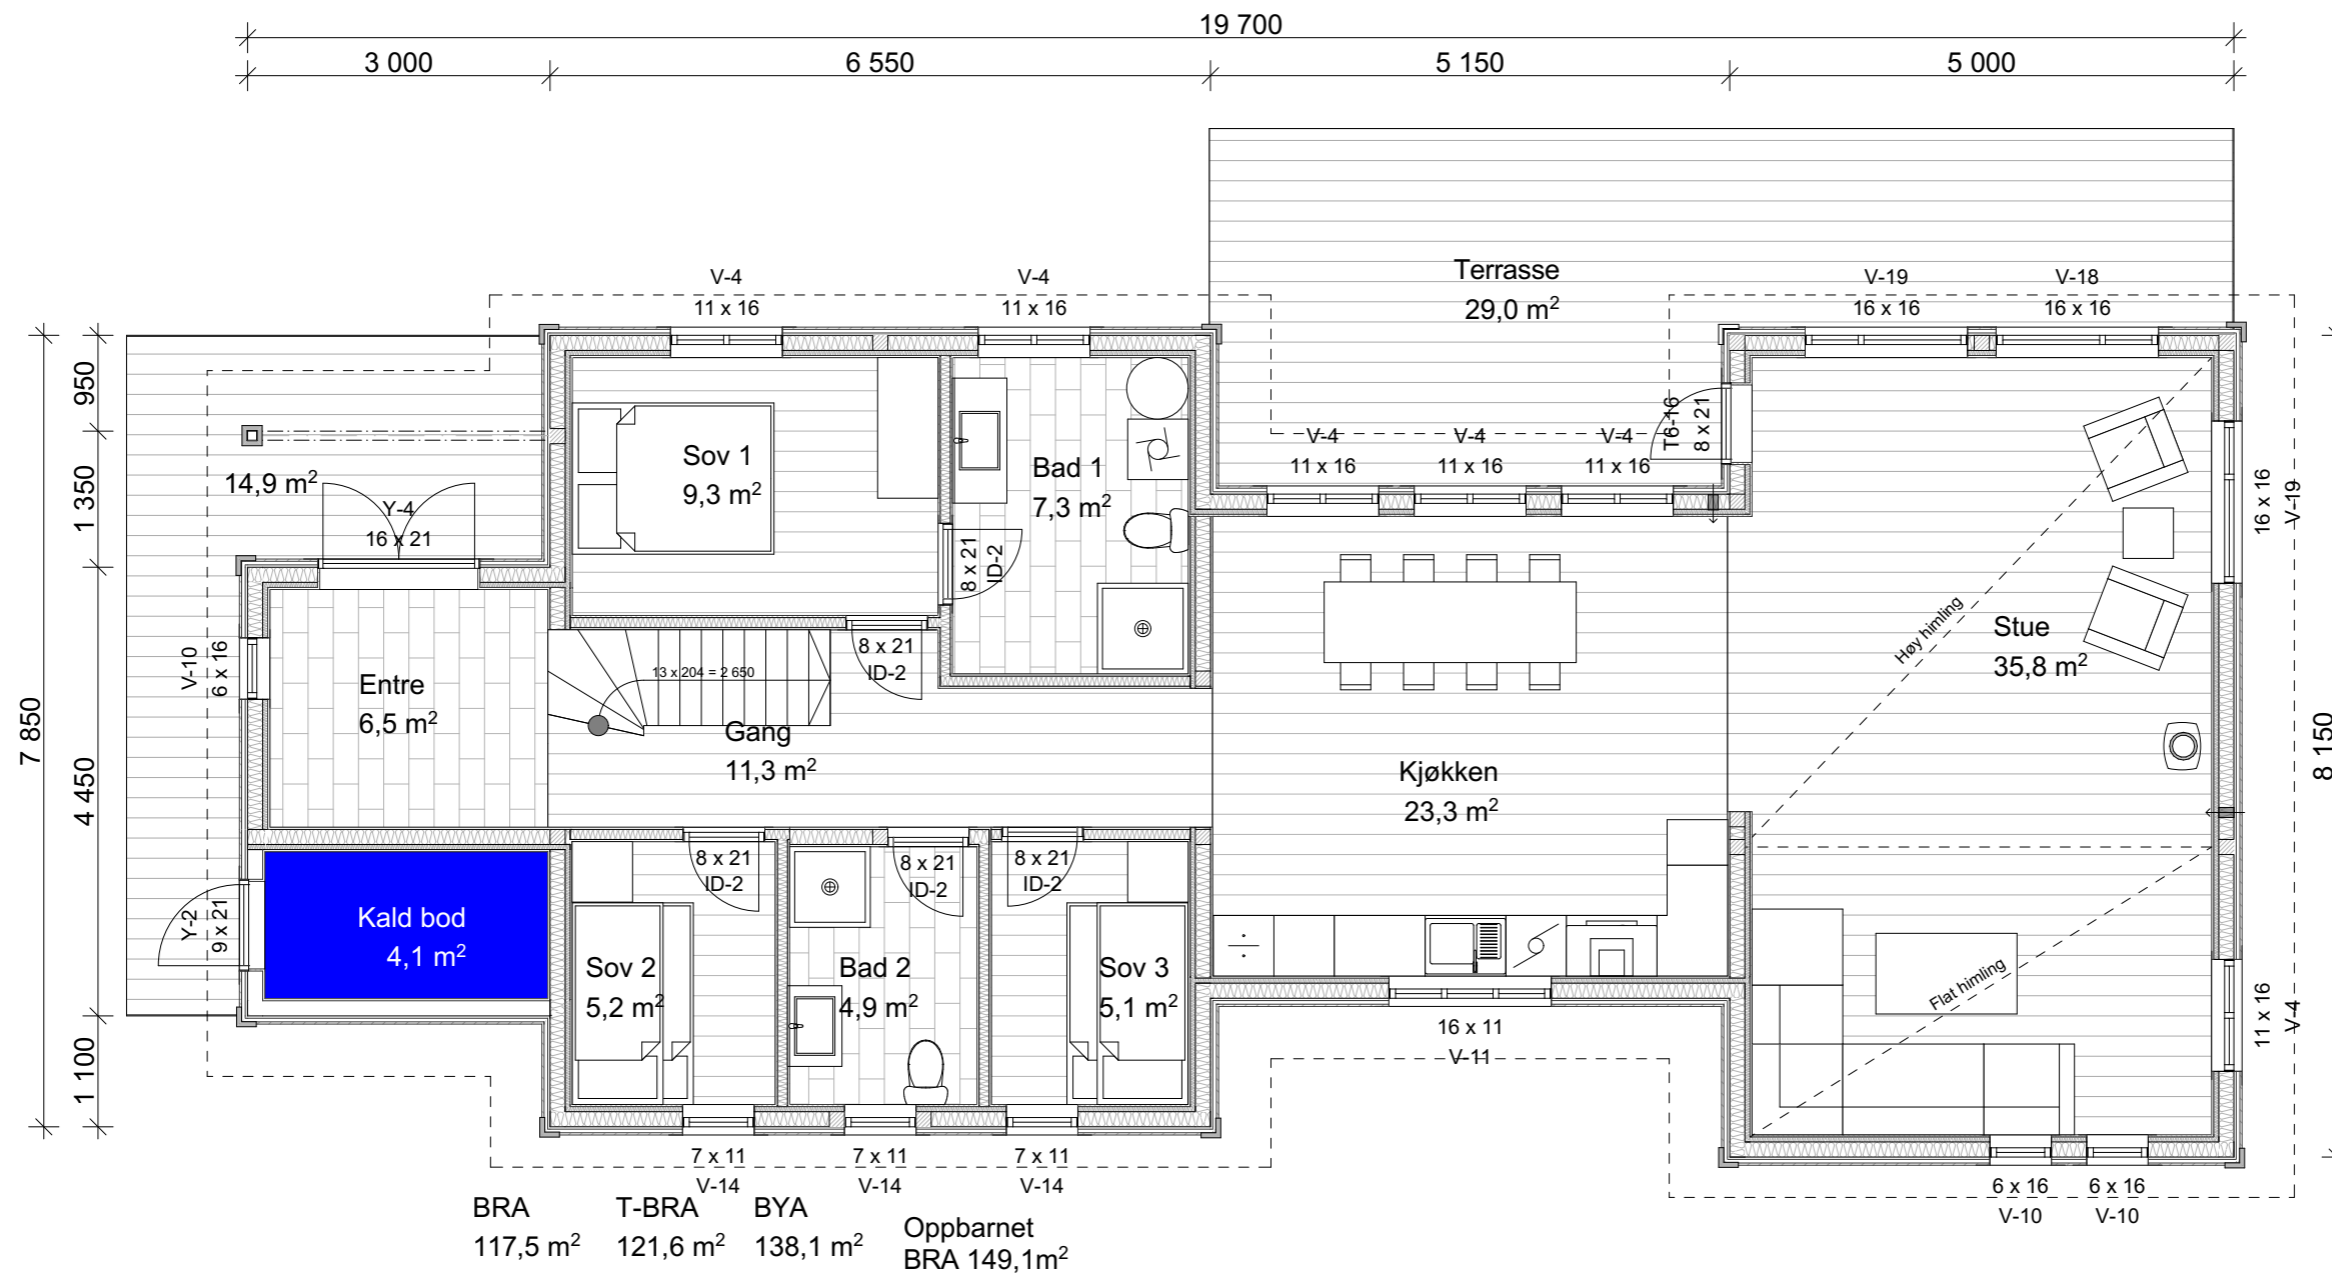 19 700
3 000
6 550
5 150
5 000
Terrasse
29,0 m²
V-4
11 x 16
V-4
11 x 16
V-19
16 x 16
V-18
16 x 16
950
1 350
4 450
1 100
7 850
8 150
14,9 m²
Y-4
16 x 21
Sov 1
9,3 m²
Bad 1
7,3 m²
8 x 21
ID-2
V-4
11 x 16
V-4
11 x 16
V-4
11 x 16
T6-16
8 x 21
16 x 16
V-19
V-10
6 x 16
Entre
6,5 m²
13 x 204 = 2 650
8 x 21
ID-2
Gang
11,3 m²
Kjøkken
23,3 m²
Høy himling
Stue
35,8 m²
Y-2
9 x 21
Kald bod
4,1 m²
8 x 21
ID-2
8 x 21
ID-2
8 x 21
ID-2
Sov 2
5,2 m²
Bad 2
4,9 m²
Sov 3
5,1 m²
Flat himling
11 x 16
V-4
16 x 11
V-11
7 x 11
V-14
7 x 11
V-14
7 x 11
V-14
6 x 16
V-10
6 x 16
V-10
BRA
117,5 m²
T-BRA
121,6 m²
BYA
138,1 m²
Oppbarnet
BRA 149,1m²